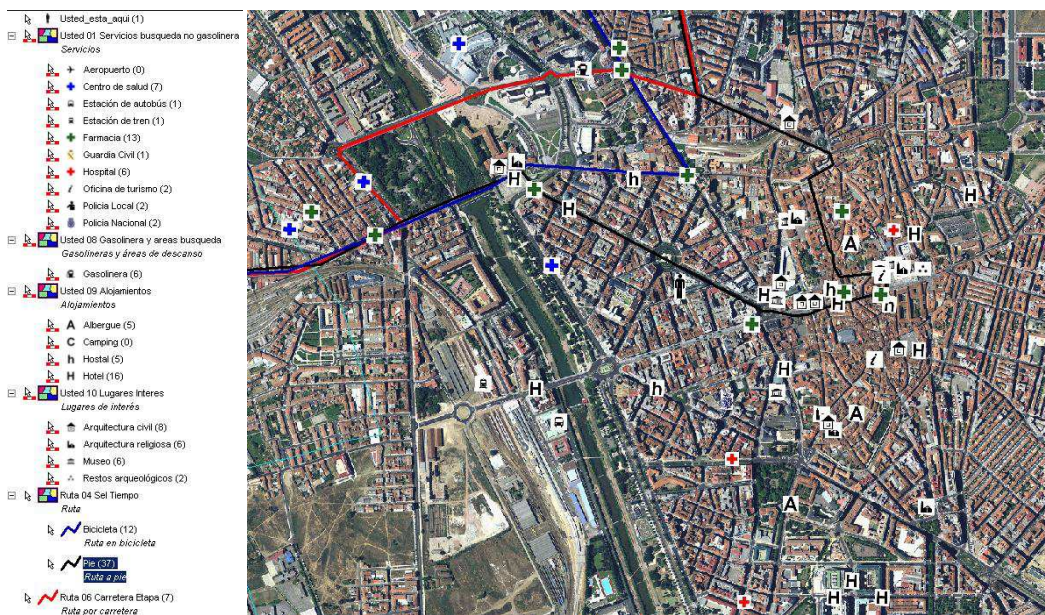 Usted_esta_aqui (1)
Usted 01 Servicios busqueda no gasolinera
Servicios
Aeropuerto (0)
Centro de salud (7)
Estación de autobús (1)
Estación de tren (1)
Farmacia (13)
Guardia Civil (1)
Hospital (6)
Oficina de turismo (2)
Policia Local (2)
Policia Nacional (2)
Usted 08 Gasolinera y areas busqueda
Gasolineras y áreas de descanso
Gasolinera (6)
Usted 09 Alojamientos
Alojamientos
A Albergue (5)
C Camping (0)
h Hostal (5)
H Hotel (16)
Usted 10 Lugares Interes
Lugares de interés
Arquitectura civil (8)
Arquitectura religiosa (6)
Museo (6)
Restos arqueológicos (2)
Ruta 04 Sel Tiempo
Ruta
Bicicleta (12)
Ruta en bicicleta
Pie (37)
Ruta a pie
Ruta 06 Carretera Etapa (7)
Ruta por carretera
H
h
H
H
A
H
H
h
H
h
i
H
H
H
h
A
A
H
H
H